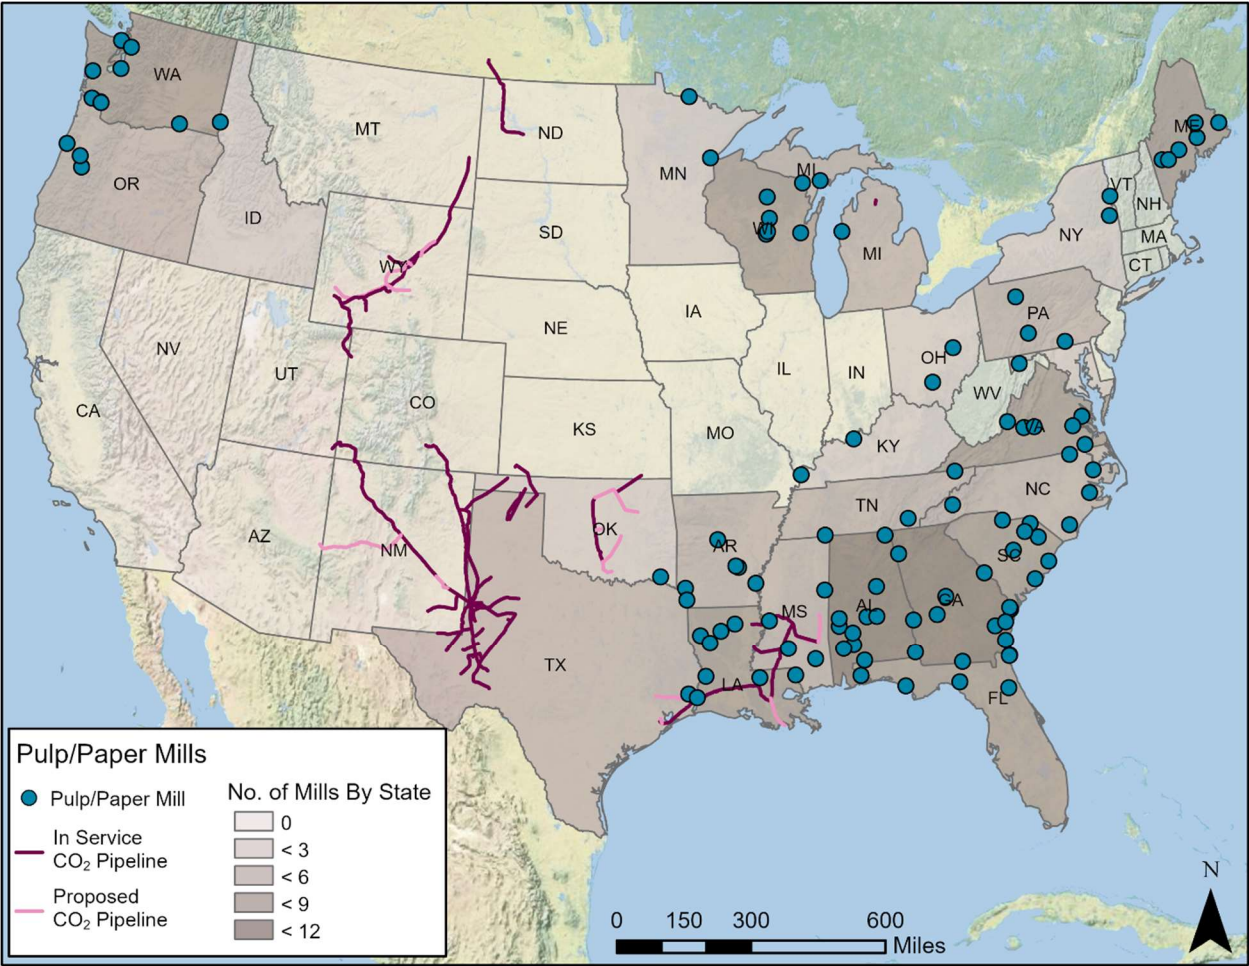 WA
MT
ND
MN
OR
ID
SD
WY
WI
MI
MI
ME
VT
NH
NY
MA
CT
NV
UT
CO
NE
IA
IL
IN
OH
PA
WV
CA
KS
MO
KY
VA
AZ
NM
OK
AR
TN
NC
SC
TX
LA
MS
AL
GA
FL
Pulp/Paper Mills
Pulp/Paper Mill
In Service
CO₂ Pipeline
Proposed
CO₂ Pipeline
No. of Mills By State
0
< 3
< 6
< 9
< 12
0 150 300 600
Miles
N